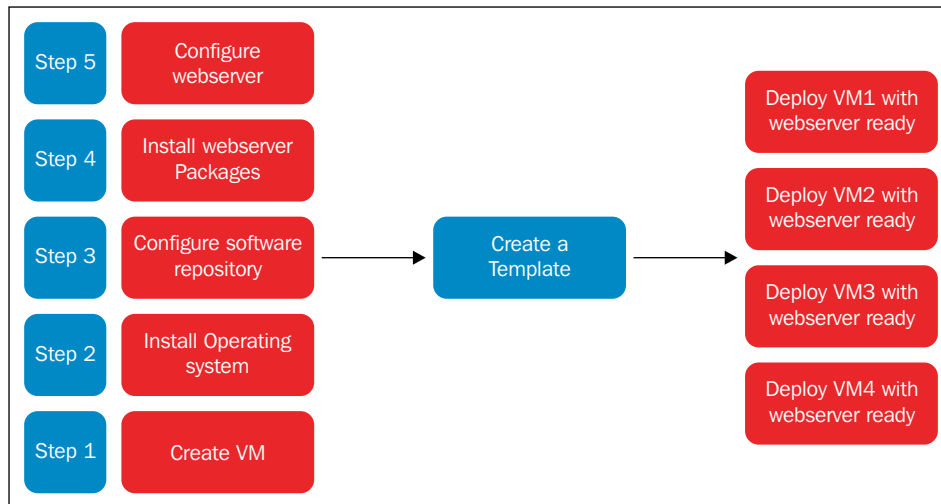 Step 5
Configure
webserver
Step 4
Install webserver
Packages
Step 3
Configure software
repository
Step 2
Install Operating
system
Step 1
Create VM
Create a
Template
Deploy VM1 with
webserver ready
Deploy VM2 with
webserver ready
Deploy VM3 with
webserver ready
Deploy VM4 with
webserver ready